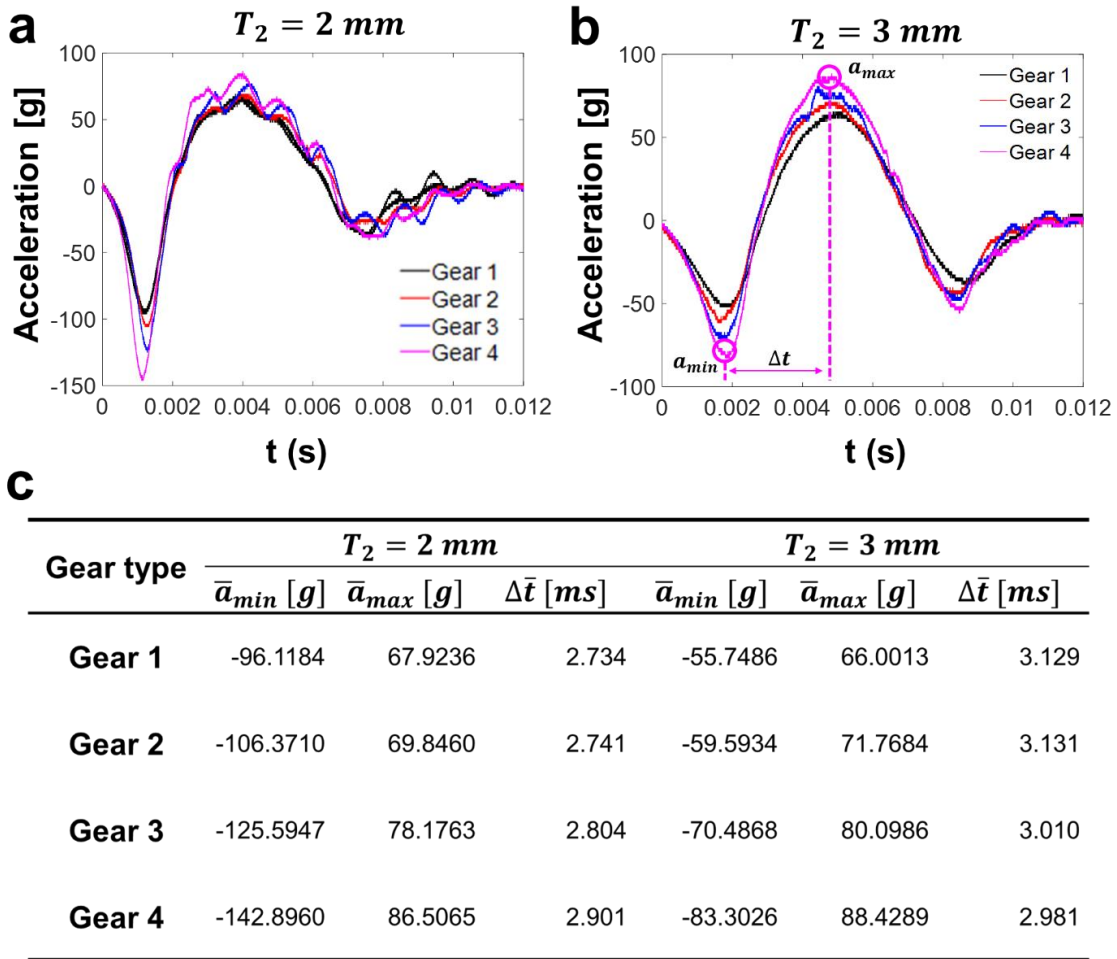 a
T₂ = 2 mm
Acceleration [g]
100
50
0
-50
-100
-150
0 0.002 0.004 0.006 0.008 0.01 0.012
t (s)
Gear 1
Gear 2
Gear 3
Gear 4
b
T₂ = 3 mm
Acceleration [g]
100
50
0
-50
-100
0 0.002 0.004 0.006 0.008 0.01 0.012
t (s)
a_max
Gear 1
Gear 2
Gear 3
Gear 4
a_min
Δt
c
Gear type T₂ = 2 mm T₂ = 3 mm
a̅_min [g] a̅_max [g] Δt̅ [ms] a̅_min [g] a̅_max [g] Δt̅ [ms]
Gear 1 -96.1184 67.9236 2.734 -55.7486 66.0013 3.129
Gear 2 -106.3710 69.8460 2.741 -59.5934 71.7684 3.131
Gear 3 -125.5947 78.1763 2.804 -70.4868 80.0986 3.010
Gear 4 -142.8960 86.5065 2.901 -83.3026 88.4289 2.981